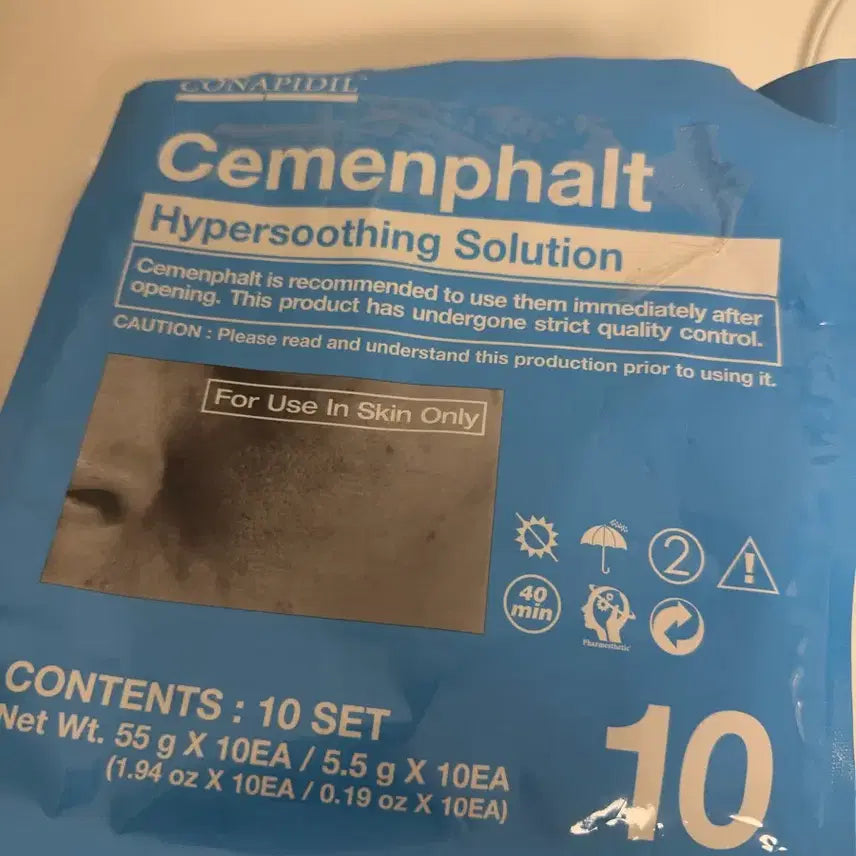 CONAPIDIL
Cemenphalt
Hypersoothing Solution
Cemenphalt is recommended to use them immediately after
opening. This product has undergone strict quality control.
CAUTION : Please read and understand this production prior to using it.
For Use In Skin Only
2
!
40
min
Pharmesthetic
CONTENTS : 10 SET
Net Wt. 55 g X 10EA / 5.5 g X 10EA
(1.94 oz X 10EA / 0.19 oz X 10EA)
10